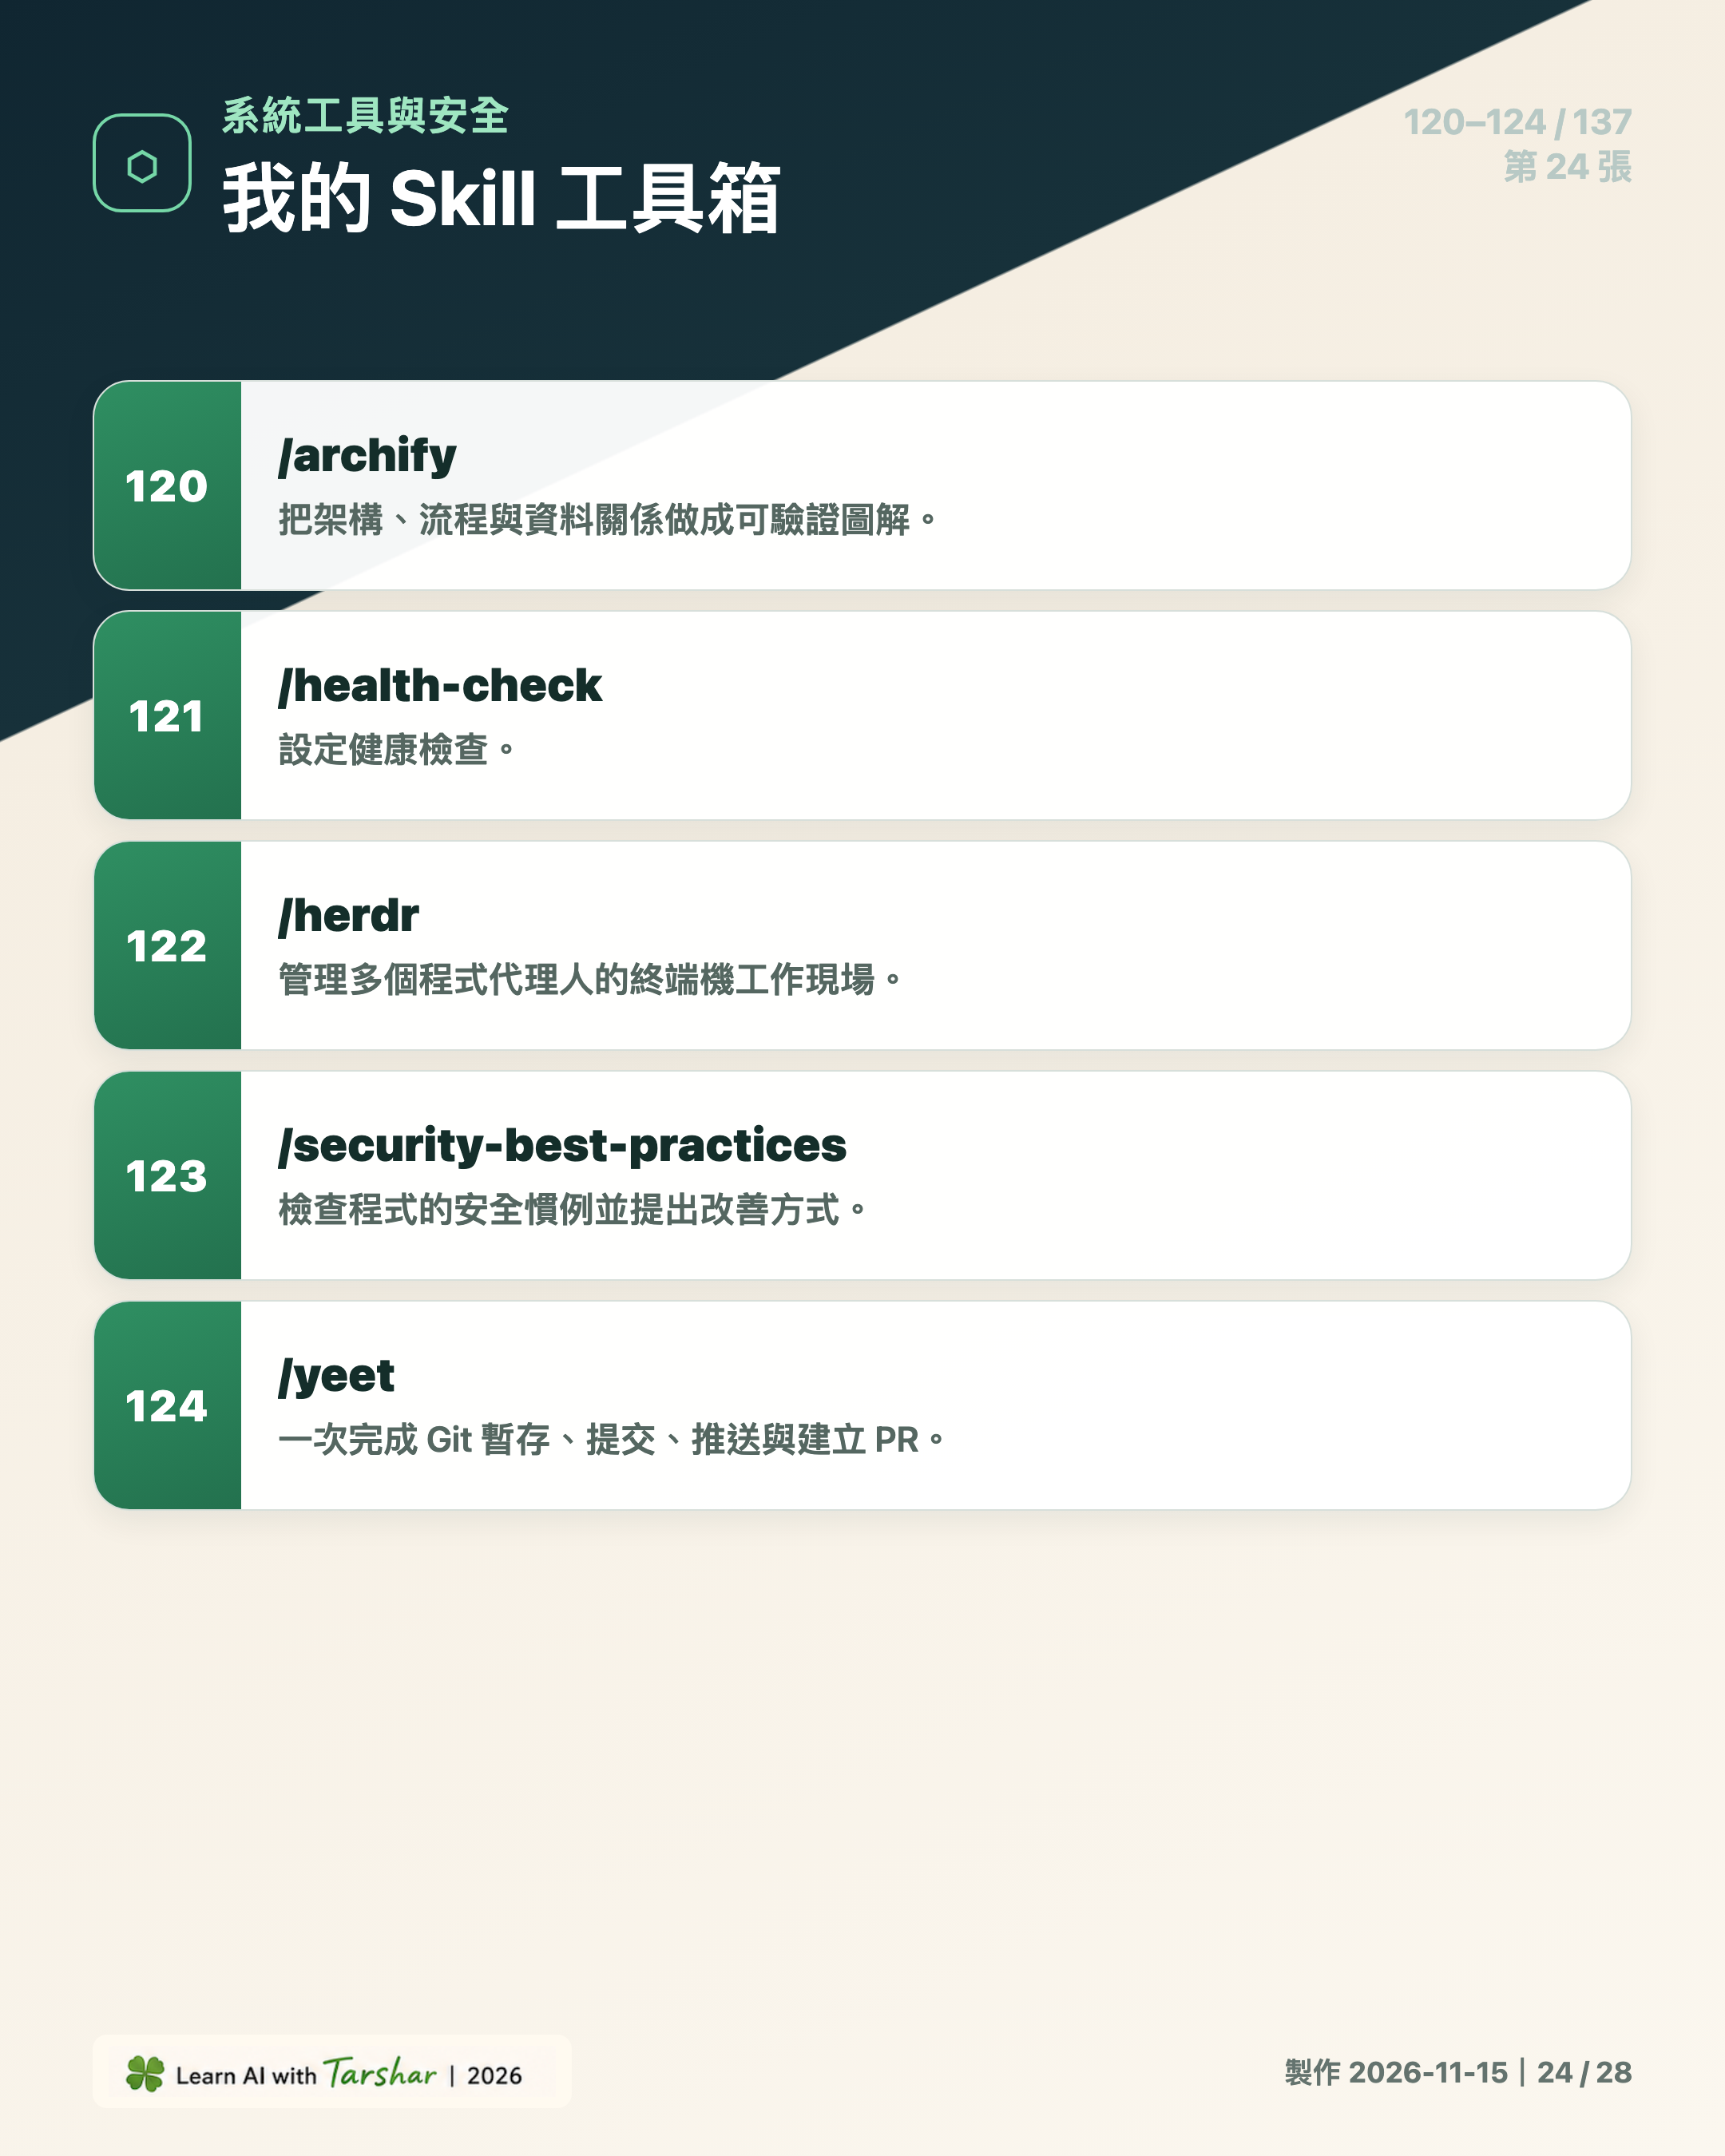 系統工具與安全
我的 Skill 工具箱
120–124 / 137
第 24 張
120
/archify
把架構、流程與資料關係做成可驗證圖解。
121
/health-check
設定健康檢查。
122
/herdr
管理多個程式代理人的終端機工作現場。
123
/security-best-practices
檢查程式的安全慣例並提出改善方式。
124
/yeet
一次完成 Git 暫存、提交、推送與建立 PR。
Learn AI with Tarshar | 2026
製作 2026-11-15｜24 / 28